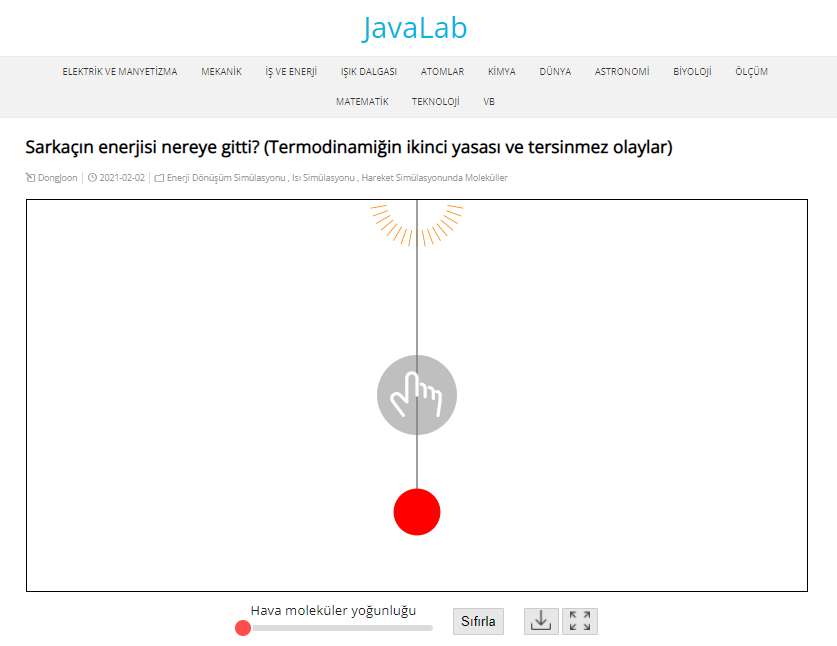 JavaLab
ELEKTRİK VE MANYETİZMA MEKANİK İŞ VE ENERJİ IŞIK DALGASI ATOMLAR KİMYA DÜNYA ASTRONOMİ BİYOLOJİ ÖLÇÜM
MATEMATİK TEKNOLOJİ VB
Sarkaçın enerjisi nereye gitti? (Termodinamiğin ikinci yasası ve tersinmez olaylar)
DongJoon 2021-02-02 Enerji Dönüşüm Simülasyonu , Isı Simülasyonu , Hareket Simülasyonunda Moleküller
Hava moleküler yoğunluğu
Sıfırla